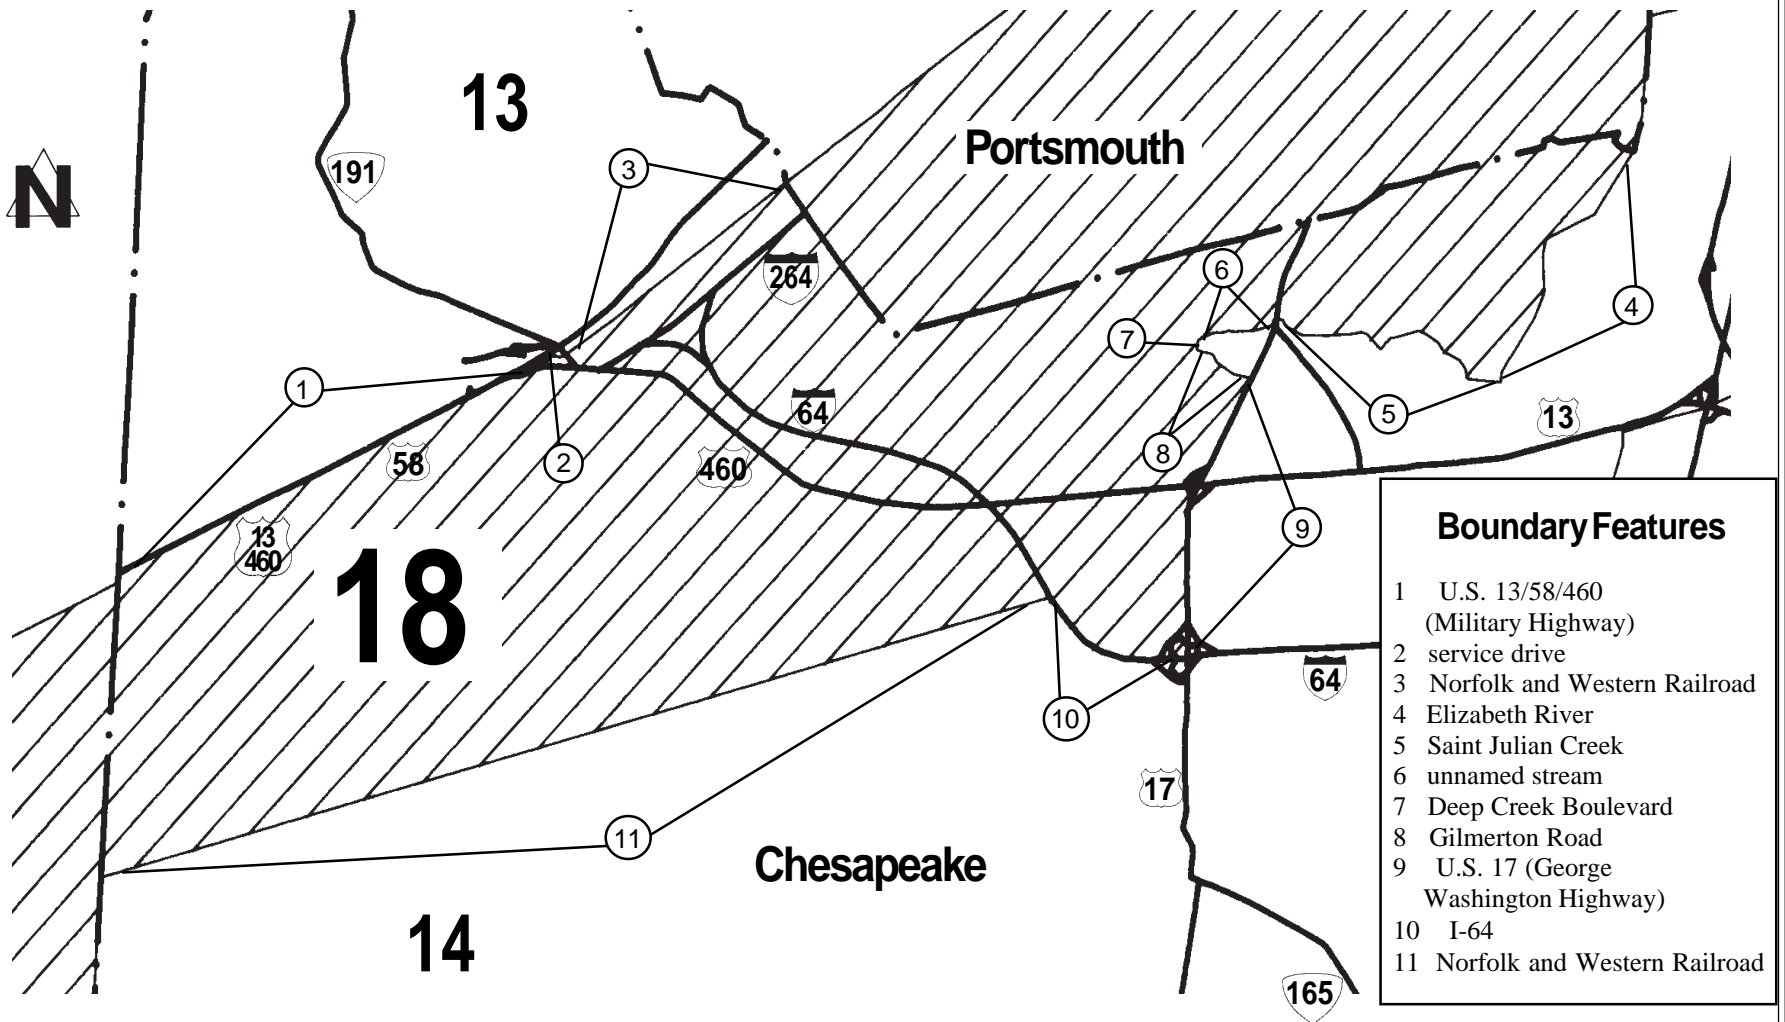 13
Portsmouth
191
N
3
264
6
4
7
1
64
5
13
58
460
2
8
13
460
18
9
Boundary Features
1 U.S. 13/58/460
(Military Highway)
2 service drive
3 Norfolk and Western Railroad
4 Elizabeth River
5 Saint Julian Creek
6 unnamed stream
7 Deep Creek Boulevard
8 Gilmerton Road
9 U.S. 17 (George
Washington Highway)
10 I-64
11 Norfolk and Western Railroad
64
10
17
11
Chesapeake
14
165